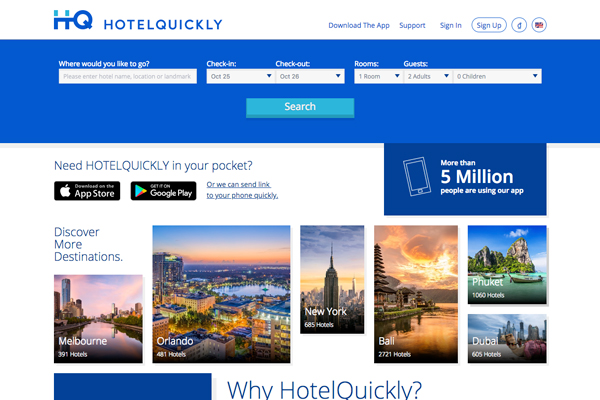 HQ HOTELQUICKLY
Download The App Support Sign In Sign Up
Where would you like to go? Check-in: Check-out: Rooms: Guests:
Please enter hotel name, location or landmark Oct 25 Oct 26 1 Room 2 Adults 0 Children
Search
Need HOTELQUICKLY in your pocket?
Download on the
App Store
GET IT ON
Google Play
Or we can send link
to your phone quickly.
More than
5 Million
people are using our app
Discover
More
Destinations.
Melbourne
391 Hotels
Orlando
481 Hotels
New York
685 Hotels
Bali
2721 Hotels
Phuket
1060 Hotels
Dubai
605 Hotels
Why HotelQuickly?